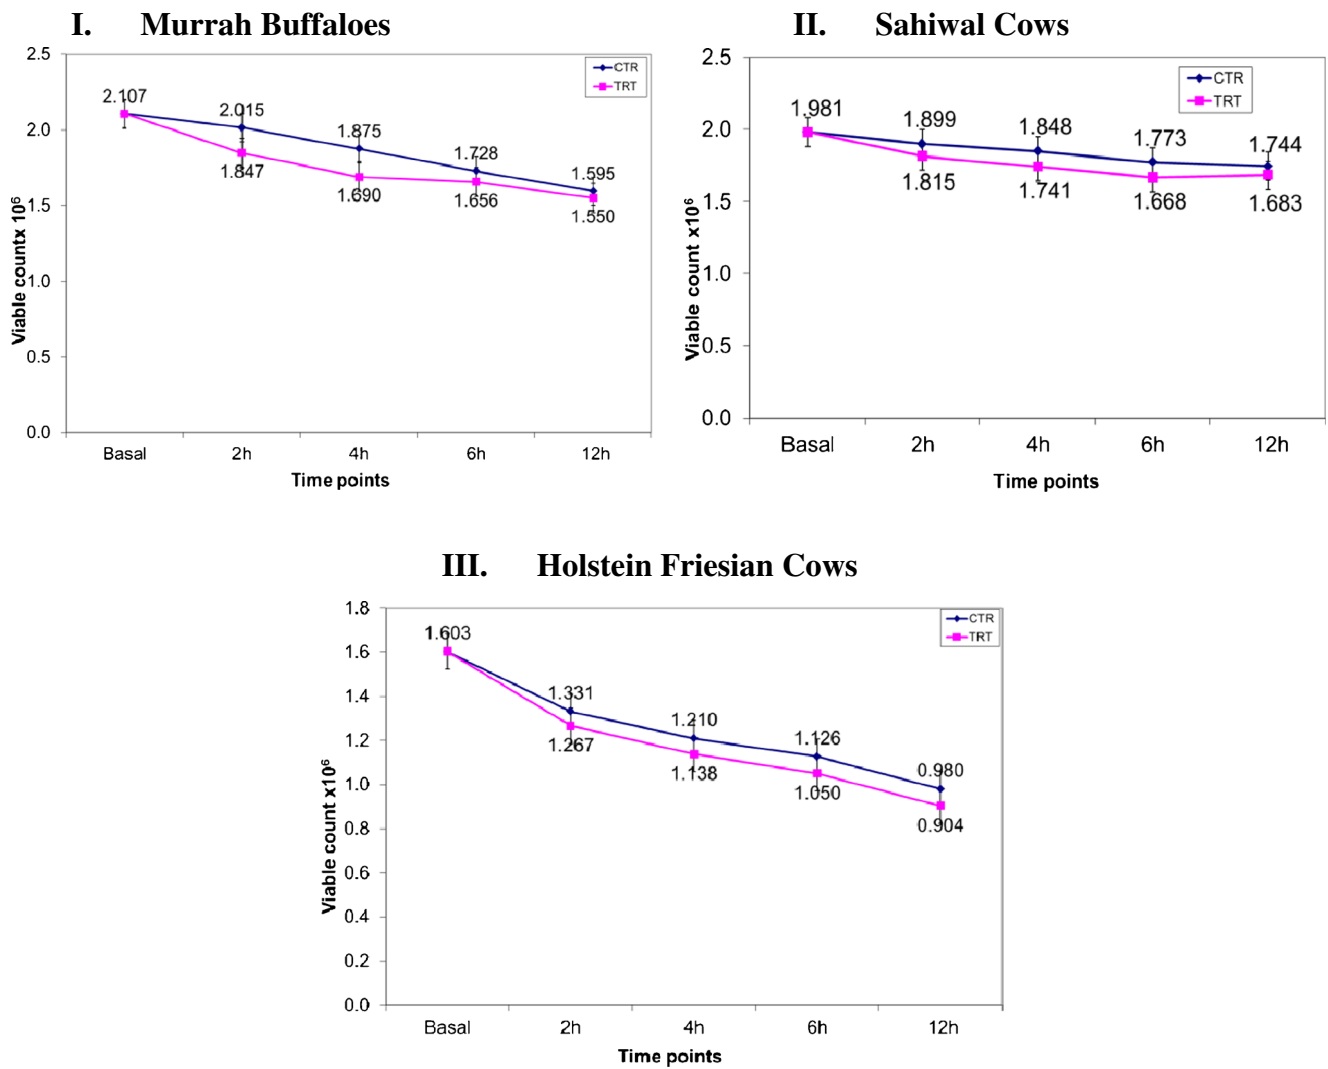 I. Murrah Buffaloes
2.5
2.0
1.5
1.0
0.5
0.0
Viable countx 10⁶
CTR
TRT
2.107
2.015
1.875
1.728
1.595
1.847
1.690
1.656
1.550
Basal 2h 4h 6h 12h
Time points
II. Sahiwal Cows
2.5
2.0
1.5
1.0
0.5
0.0
Viable count x10⁶
CTR
TRT
1.981
1.899
1.848
1.773
1.744
1.815
1.741
1.668
1.683
Basal 2h 4h 6h 12h
Time points
III. Holstein Friesian Cows
1.8
1.6
1.4
1.2
1.0
0.8
0.6
0.4
0.2
0.0
Viable count x10⁶
CTR
TRT
1.603
1.331
1.210
1.126
0.980
1.267
1.138
1.050
0.904
Basal 2h 4h 6h 12h
Time points